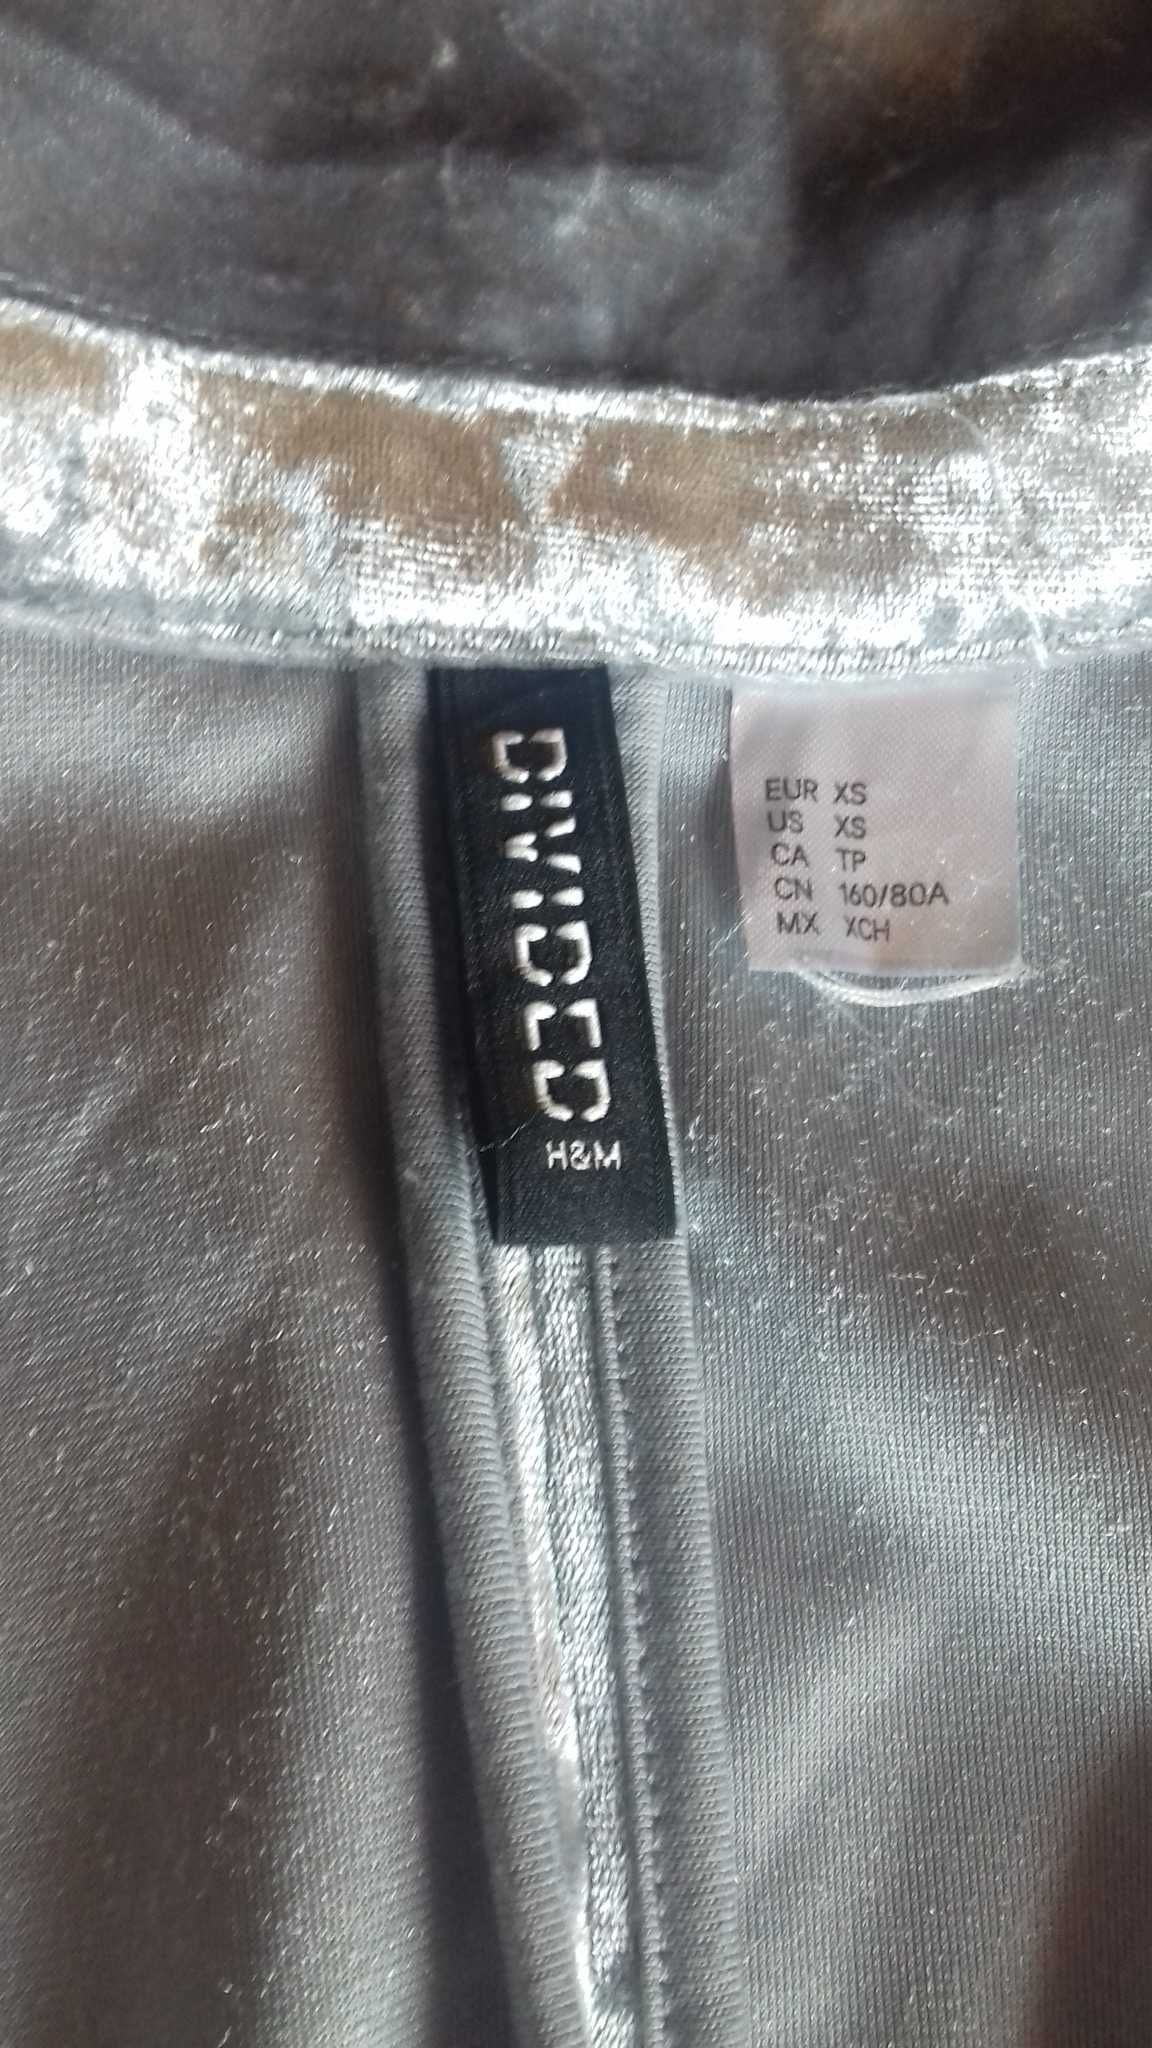 DIVIDED
H&M
EUR XS
US XS
CA TP
CN 160/80A
MX XCH